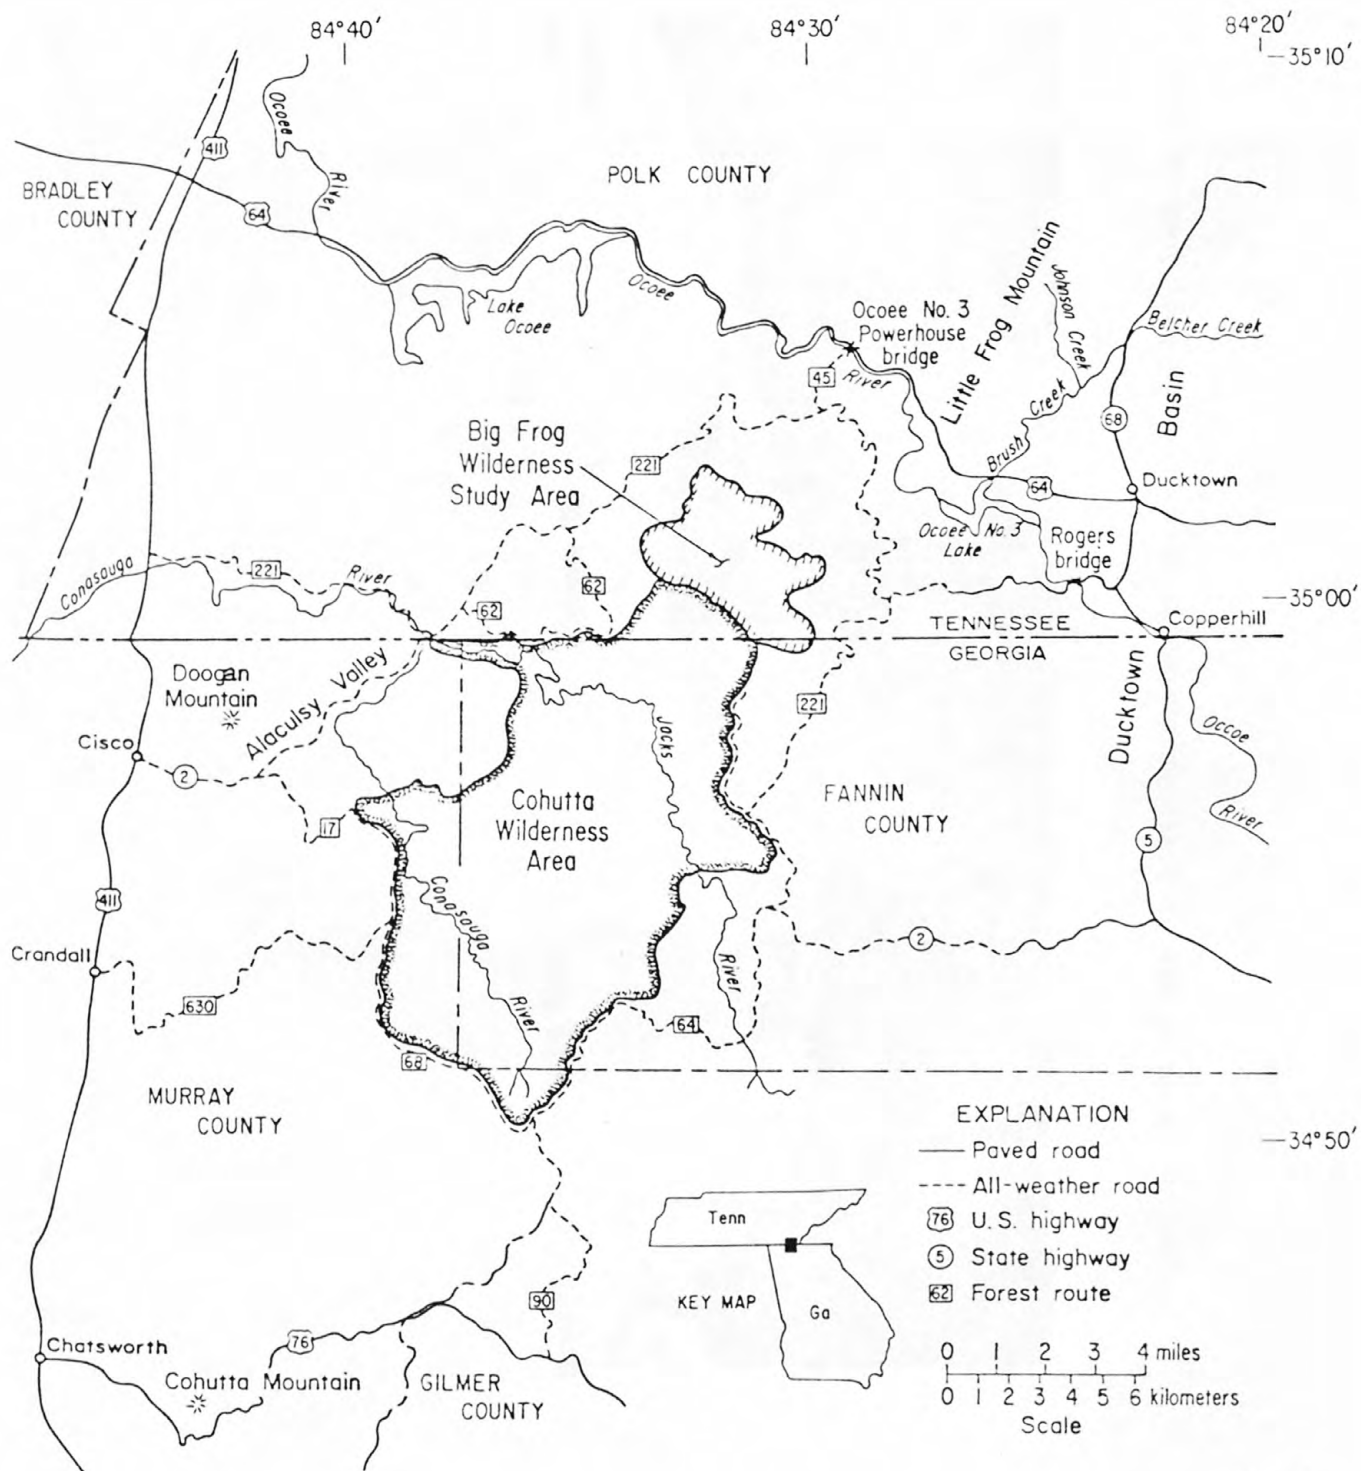 84°40'
84°30'
84°20'
35°10'
Ocoee
River
411
BRADLEY
COUNTY
64
POLK COUNTY
Lake
Ocoee
Ocoee
River
Ocoee No. 3
Powerhouse
bridge
45
Little Frog Mountain
Johnson Creek
Belcher Creek
Brush Creek
68
Basin
Big Frog
Wilderness
Study Area
221
64
Ducktown
Ocoee No. 3
Lake
Rogers
bridge
Conasauga
221
River
62
62
35°00'
Copperhill
TENNESSEE
GEORGIA
Doogan
Mountain
Alaculsy Valley
Cisco
2
17
Jacks
221
Ducktown
Occoe
River
Cohutta
Wilderness
Area
FANNIN
COUNTY
5
411
Conasauga
River
Crandall
630
River
2
64
68
MURRAY
COUNTY
EXPLANATION
Paved road
All-weather road
76 U.S. highway
5 State highway
62 Forest route
34°50'
Tenn
KEY MAP
Ga
90
76
Chatsworth
Cohutta Mountain
GILMER
COUNTY
0 1 2 3 4 miles
0 1 2 3 4 5 6 kilometers
Scale